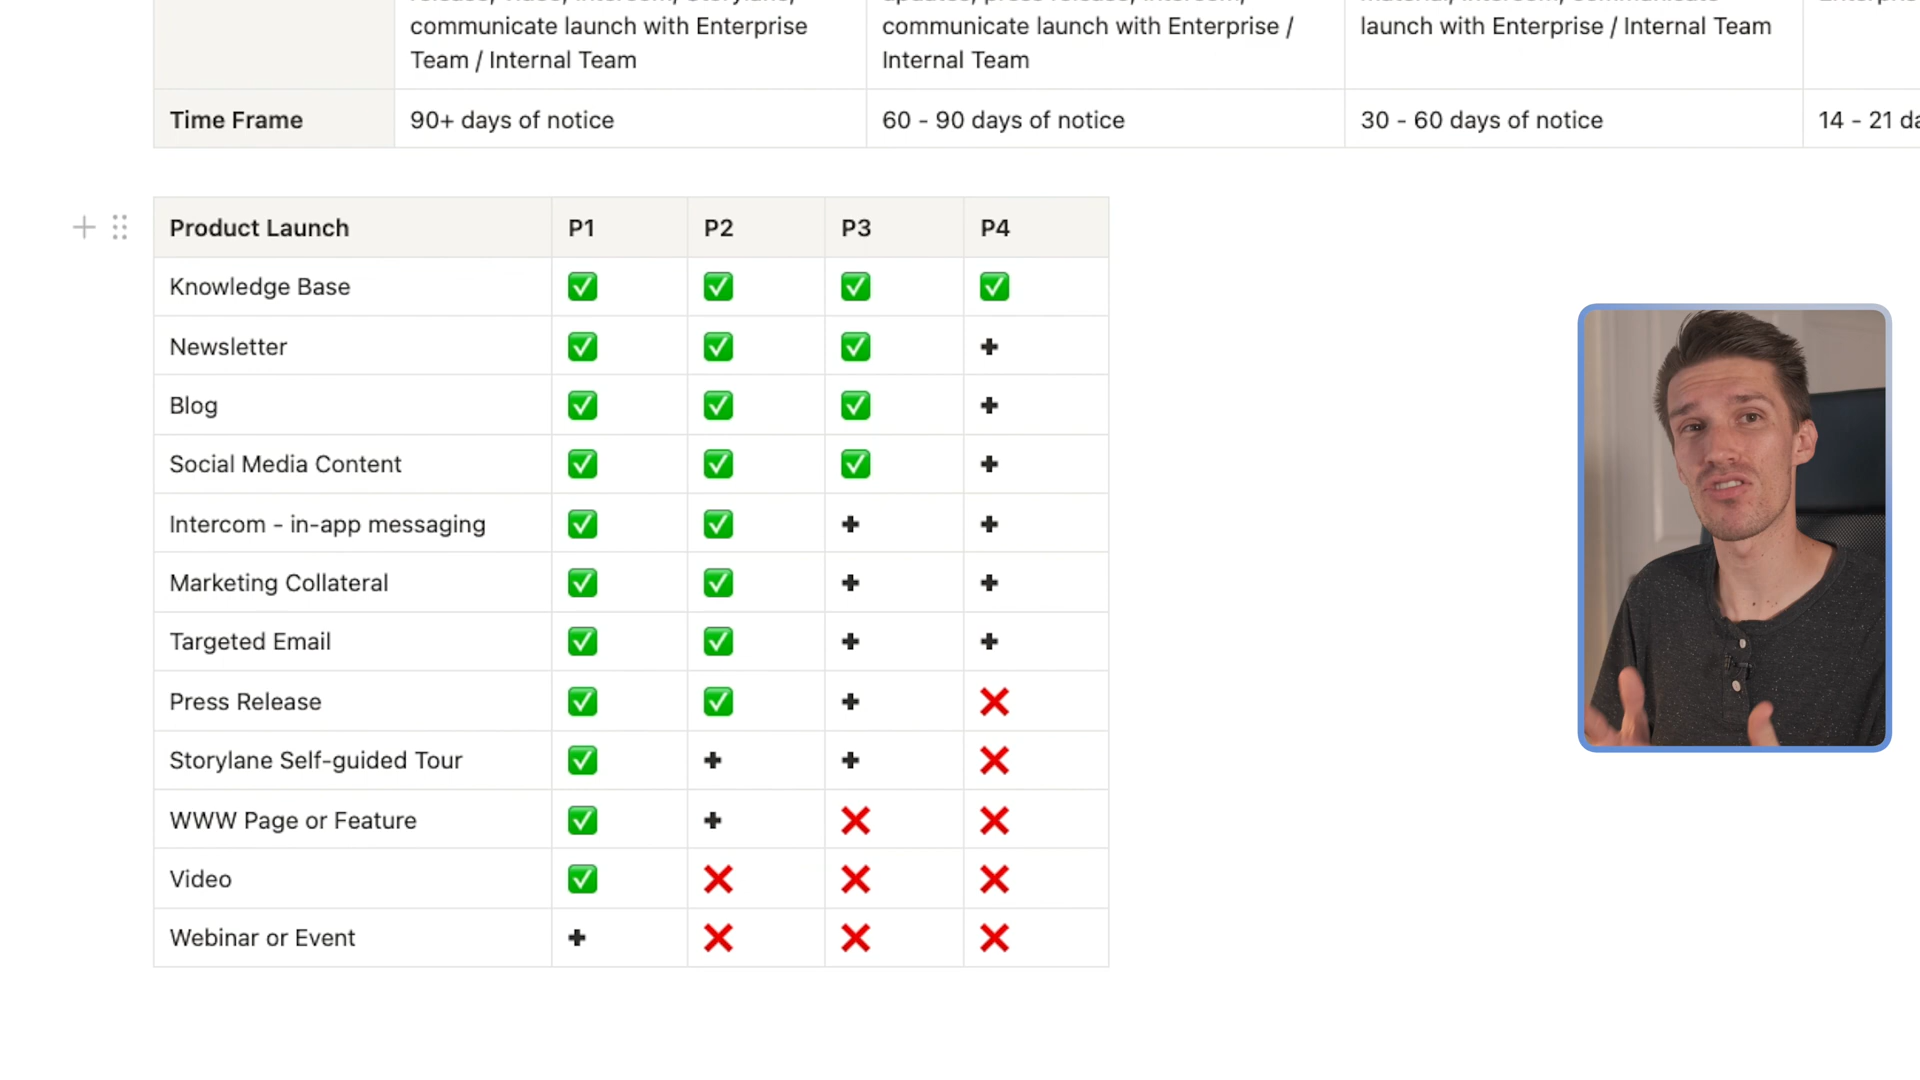 communicate launch with Enterprise
Team / Internal Team
communicate launch with Enterprise /
Internal Team
launch with Enterprise / Internal Team
Time Frame 90+ days of notice 60 - 90 days of notice 30 - 60 days of notice 14 - 21
Product Launch P1 P2 P3 P4
Knowledge Base ✅ ✅ ✅ ✅
Newsletter ✅ ✅ ✅ ➕
Blog ✅ ✅ ✅ ➕
Social Media Content ✅ ✅ ✅ ➕
Intercom - in-app messaging ✅ ✅ ➕ ➕
Marketing Collateral ✅ ✅ ➕ ➕
Targeted Email ✅ ✅ ➕ ➕
Press Release ✅ ✅ ➕ ❌
Storylane Self-guided Tour ✅ ➕ ➕ ❌
WWW Page or Feature ✅ ➕ ❌ ❌
Video ✅ ❌ ❌ ❌
Webinar or Event ➕ ❌ ❌ ❌